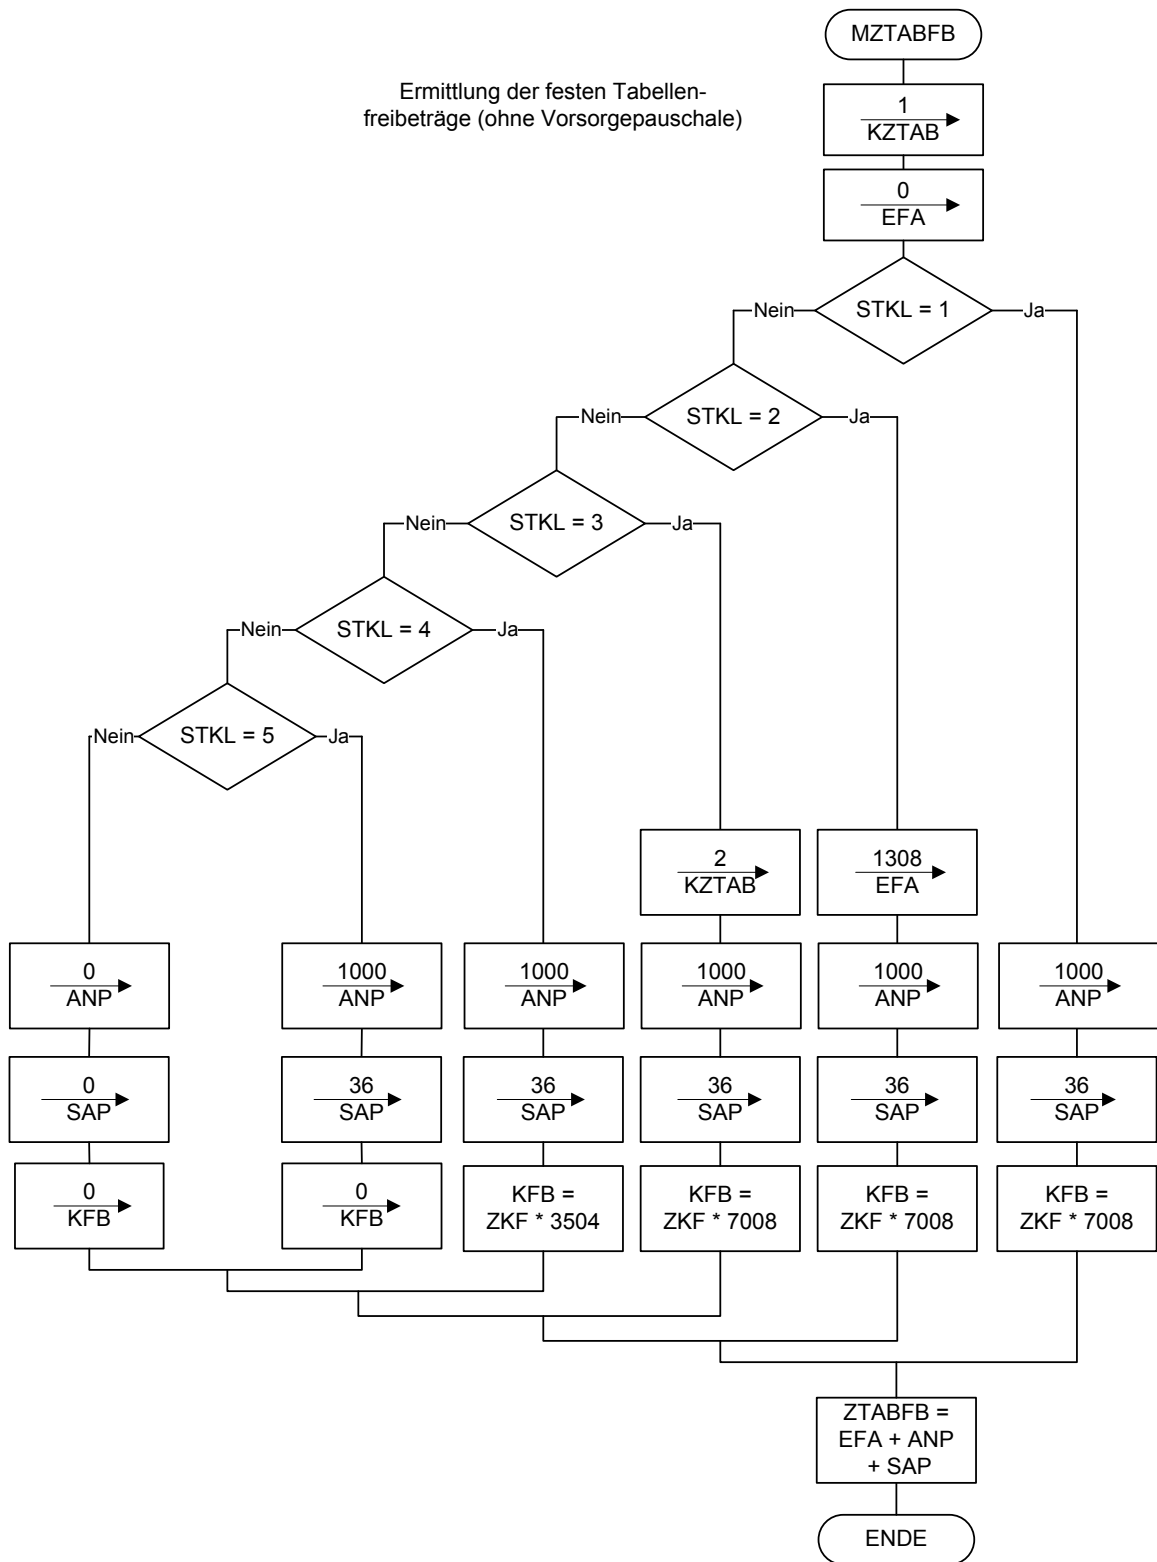 MZTABFB
Ermittlung der festen Tabellen-
freibeträge (ohne Vorsorgepauschale)
1
KZTAB
0
EFA
Nein
STKL = 1
Ja
Nein
STKL = 2
Ja
Nein
STKL = 3
Ja
Nein
STKL = 4
Ja
Nein
STKL = 5
Ja
2
KZTAB
1308
EFA
0
ANP
1000
ANP
1000
ANP
1000
ANP
1000
ANP
1000
ANP
0
SAP
36
SAP
36
SAP
36
SAP
36
SAP
36
SAP
0
KFB
0
KFB
KFB =
ZKF * 3504
KFB =
ZKF * 7008
KFB =
ZKF * 7008
KFB =
ZKF * 7008
ZTABFB =
EFA + ANP
+ SAP
ENDE